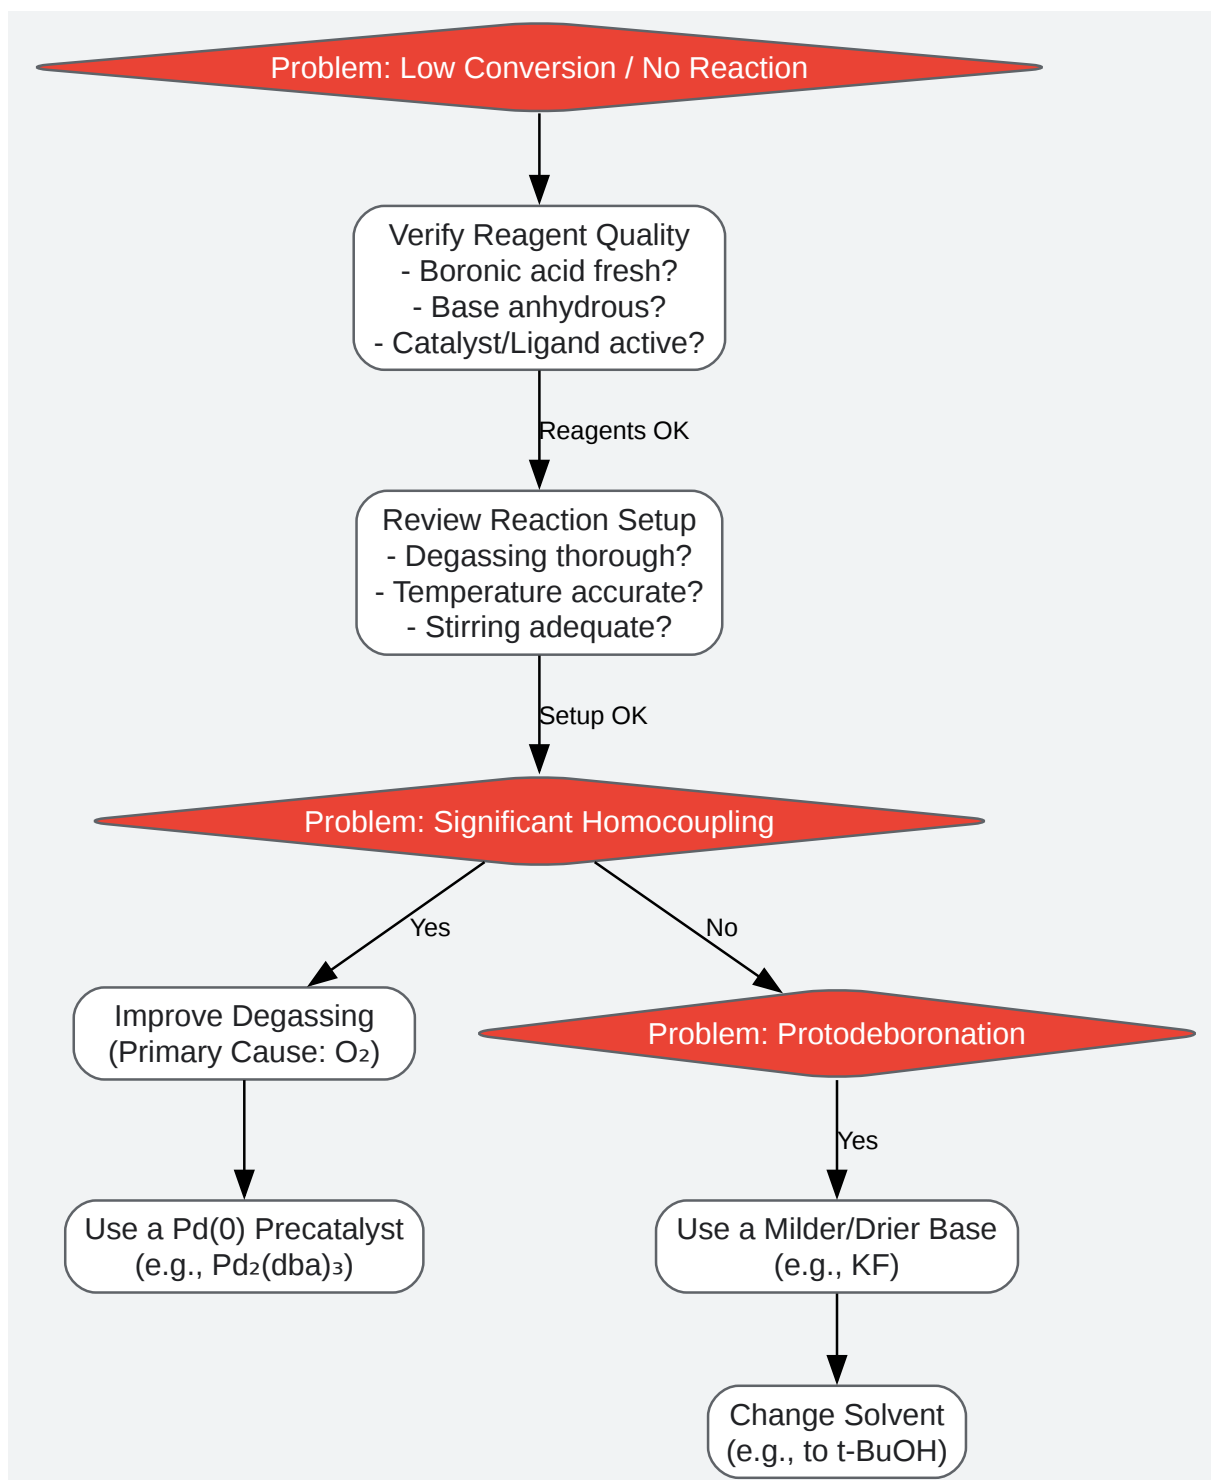 Problem: Low Conversion / No Reaction
Verify Reagent Quality
- Boronic acid fresh?
- Base anhydrous?
- Catalyst/Ligand active?
Reagents OK
Review Reaction Setup
- Degassing thorough?
- Temperature accurate?
- Stirring adequate?
Setup OK
Problem: Significant Homocoupling
Yes
No
Improve Degassing
(Primary Cause: O₂)
Problem: Protodeboronation
Yes
Use a Pd(0) Precatalyst
(e.g., Pd₂(dba)₃)
Use a Milder/Drier Base
(e.g., KF)
Change Solvent
(e.g., to t-BuOH)